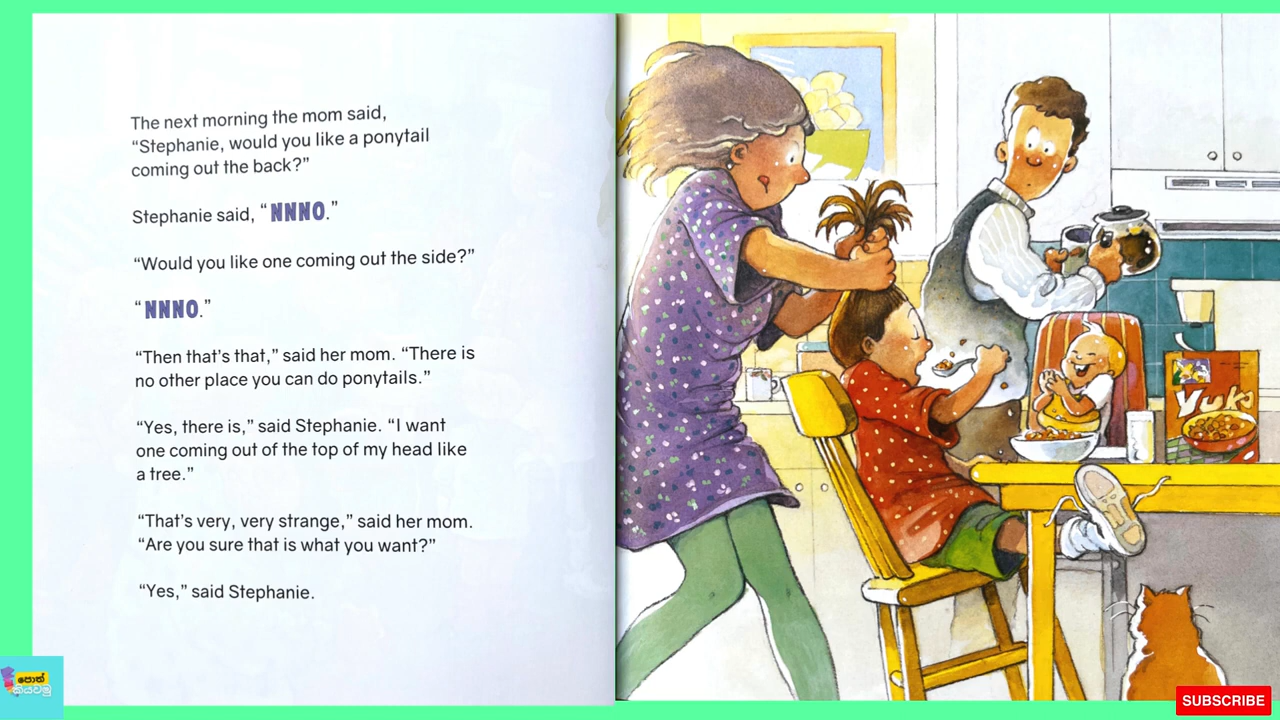 The next morning the mom said,
“Stephanie, would you like a ponytail
coming out the back?”
Stephanie said, “NNNO.”
“Would you like one coming out the side?”
“NNNO.”
“Then that’s that,” said her mom. “There is
no other place you can do ponytails.”
“Yes, there is,” said Stephanie. “I want
one coming out of the top of my head like
a tree.”
“That’s very, very strange,” said her mom.
“Are you sure that is what you want?”
“Yes,” said Stephanie.
Yuks
පොත්
කියවමු
SUBSCRIBE